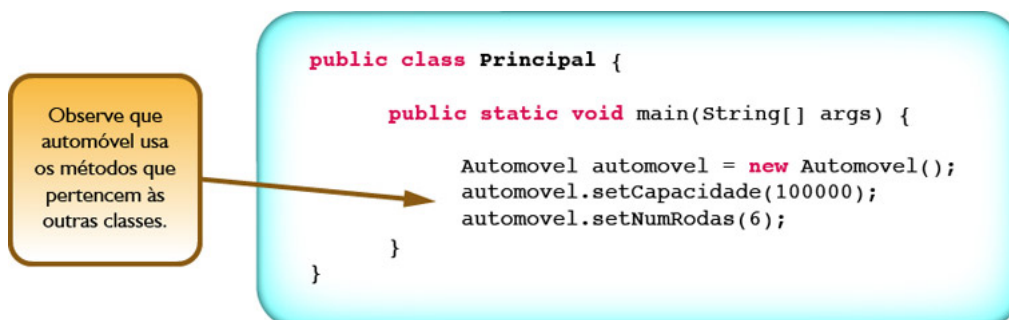 Observe que
automóvel usa
os métodos que
pertencem às
outras classes.
public class Principal {
public static void main(String[] args) {
Automovel automovel = new Automovel();
automovel.setCapacidade(100000);
automovel.setNumRodas(6);
}
}